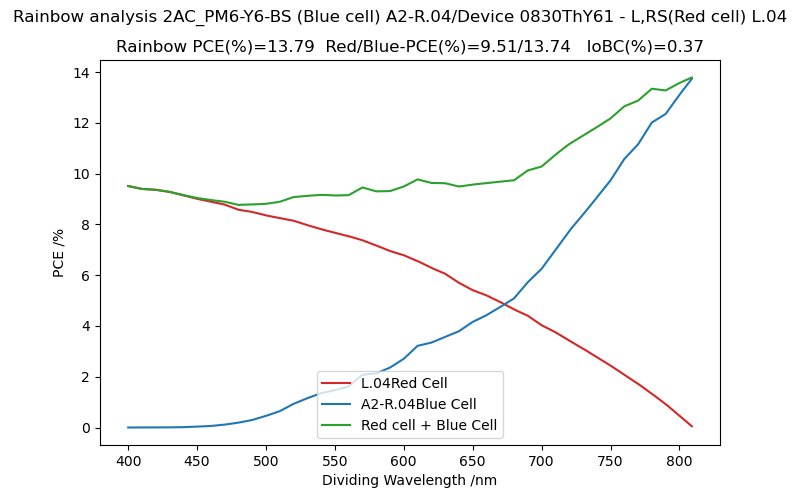 Rainbow analysis 2AC_PM6-Y6-BS (Blue cell) A2-R.04/Device 0830ThY61 - L,RS(Red cell) L.04
Rainbow PCE(%)=13.79  Red/Blue-PCE(%)=9.51/13.74   IoBC(%)=0.37
PCE /%
14
12
10
8
6
4
2
0
L.04Red Cell
A2-R.04Blue Cell
Red cell + Blue Cell
400 450 500 550 600 650 700 750 800
Dividing Wavelength /nm